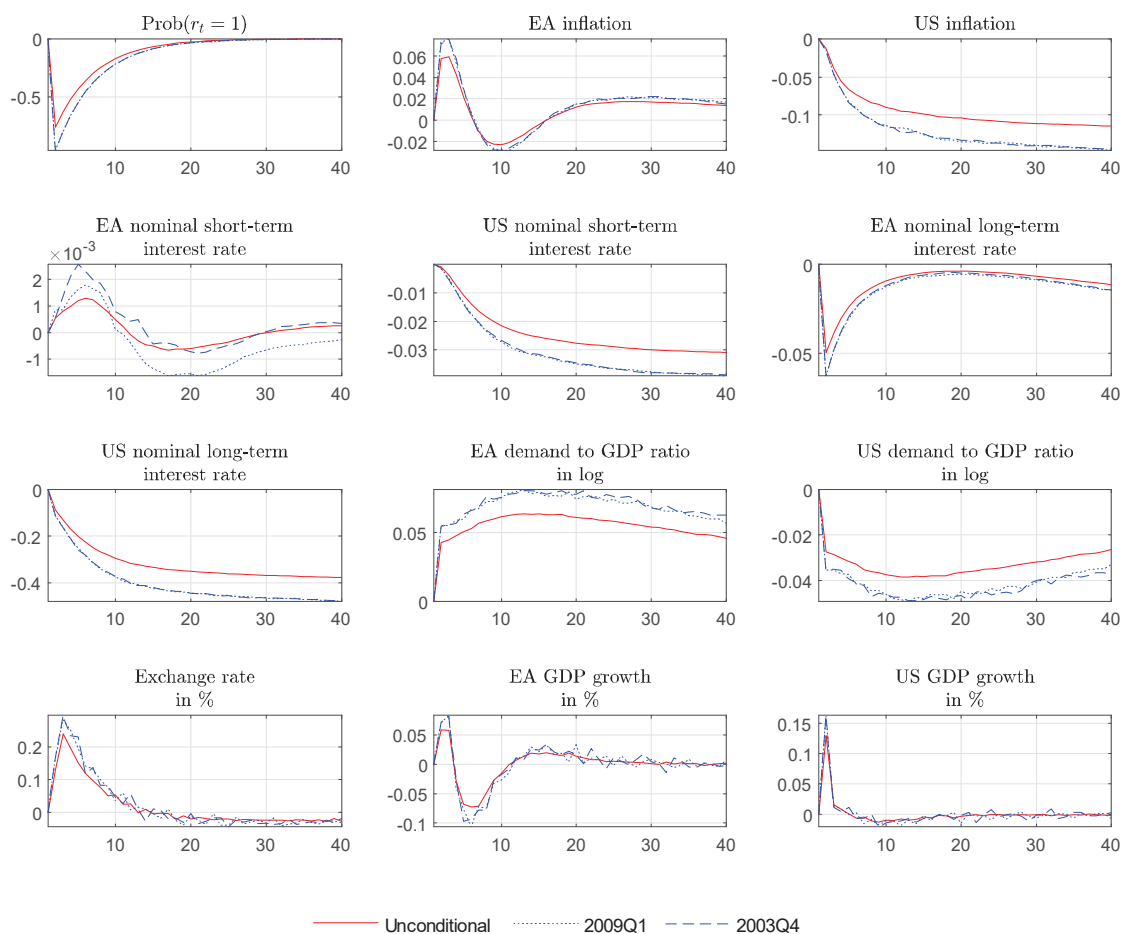 Prob(r_t = 1)
EA inflation
US inflation
0
-0.5
10 20 30 40
0.06
0.04
0.02
0
-0.02
10 20 30 40
0
-0.05
-0.1
10 20 30 40
EA nominal short-term
interest rate
US nominal short-term
interest rate
EA nominal long-term
interest rate
×10⁻³
2
1
0
-1
10 20 30 40
0
-0.01
-0.02
-0.03
10 20 30 40
0
-0.05
10 20 30 40
US nominal long-term
interest rate
EA demand to GDP ratio
in log
US demand to GDP ratio
in log
0
-0.2
-0.4
10 20 30 40
0.05
0
10 20 30 40
0
-0.02
-0.04
10 20 30 40
Exchange rate
in %
EA GDP growth
in %
US GDP growth
in %
0.2
0.1
0
10 20 30 40
0.05
0
-0.05
-0.1
10 20 30 40
0.15
0.10
0.05
0
10 20 30 40
Unconditional 2009Q1 2003Q4